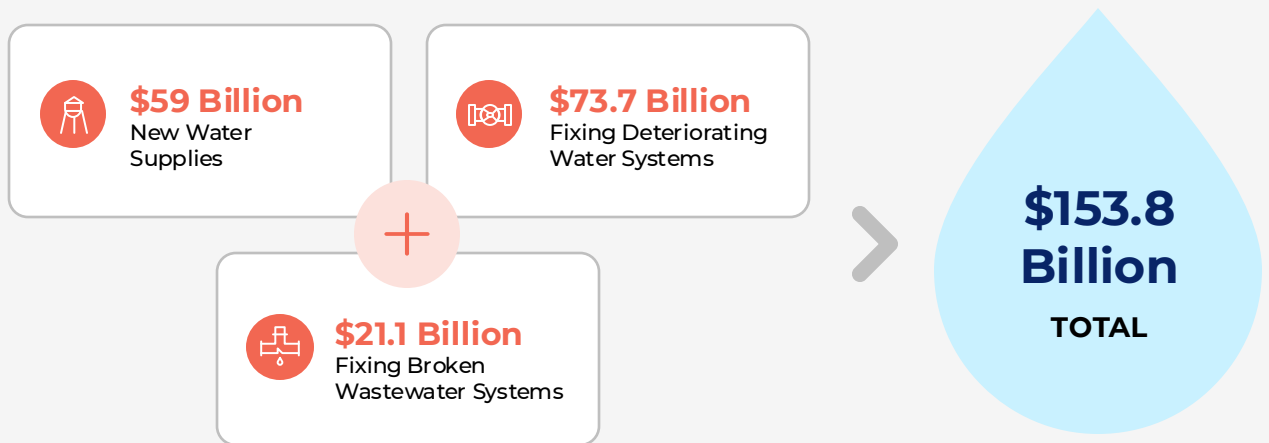 $59 Billion
New Water
Supplies
$73.7 Billion
Fixing Deteriorating
Water Systems
$21.1 Billion
Fixing Broken
Wastewater Systems
$153.8
Billion
TOTAL